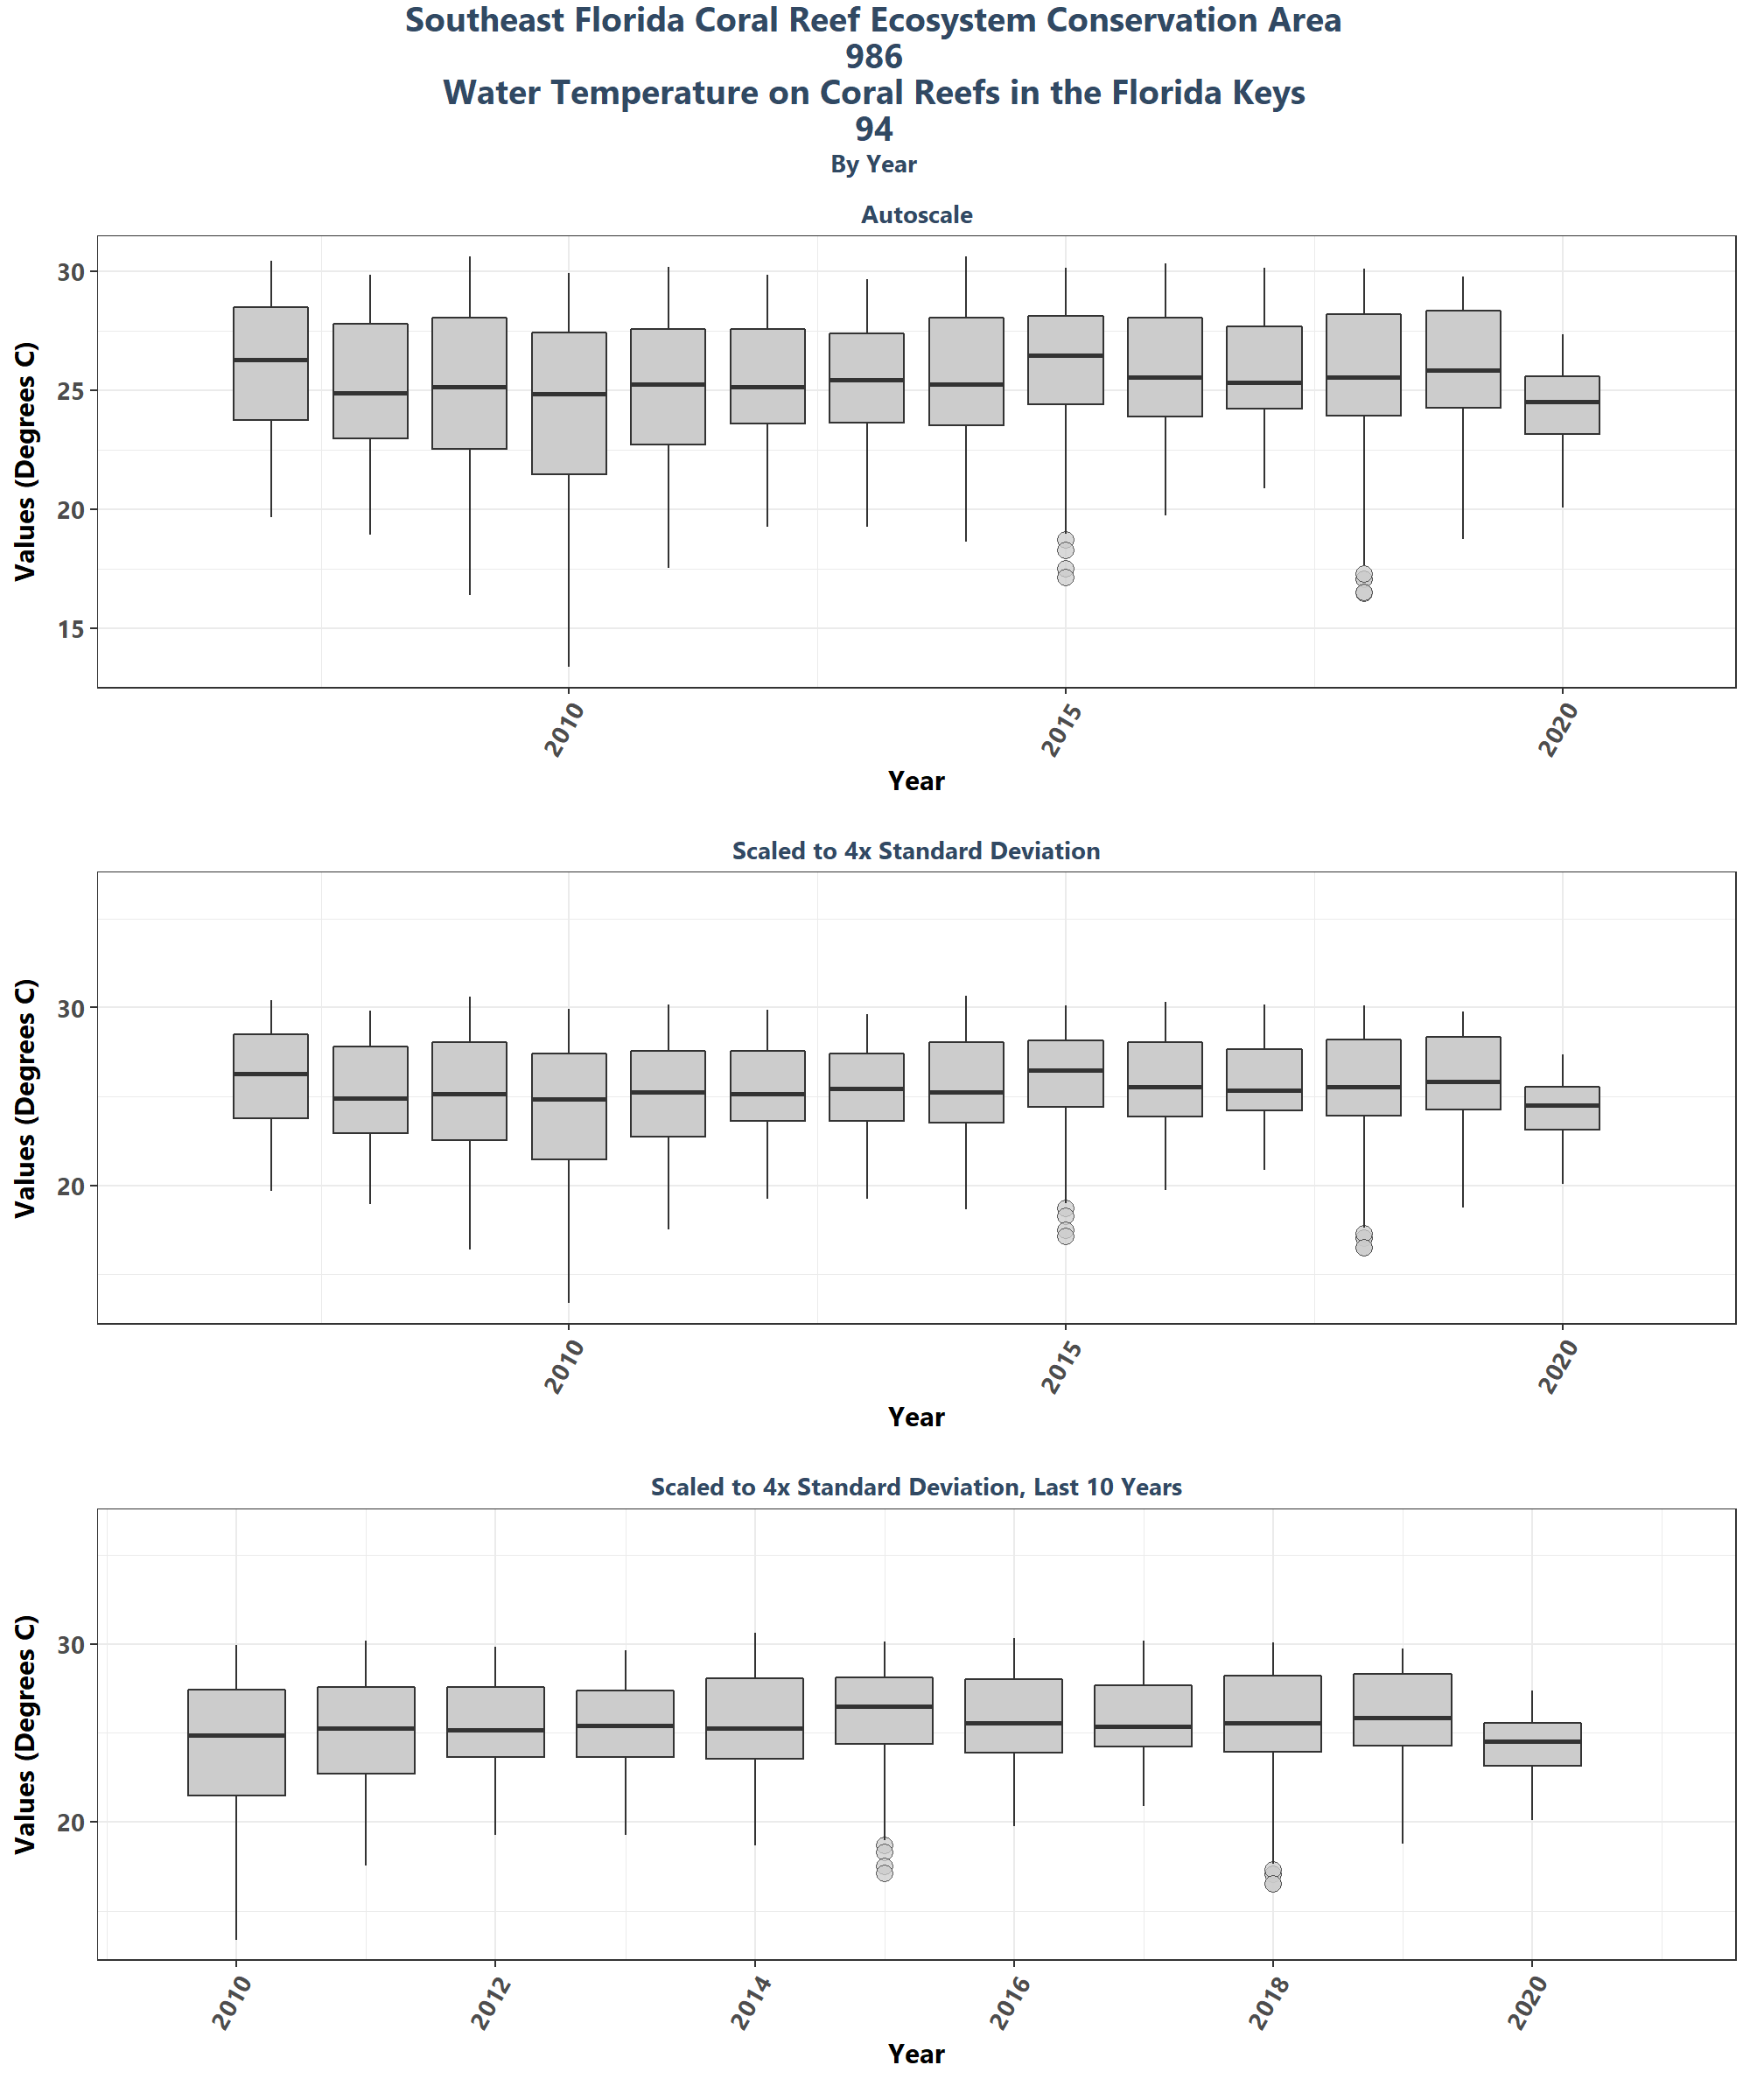 Southeast Florida Coral Reef Ecosystem Conservation Area
986
Water Temperature on Coral Reefs in the Florida Keys
94
By Year
Autoscale
Values (Degrees C)
30
25
20
15
2010
2015
2020
Year
Scaled to 4x Standard Deviation
Values (Degrees C)
30
20
2010
2015
2020
Year
Scaled to 4x Standard Deviation, Last 10 Years
Values (Degrees C)
30
20
2010
2012
2014
2016
2018
2020
Year